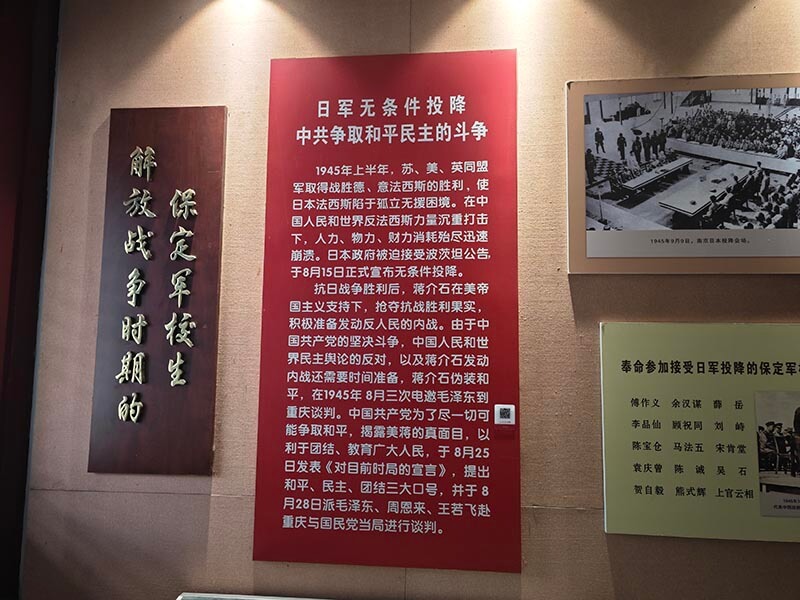 解放战争时期的
保定军校生
日军无条件投降
中共争取和平民主的斗争
1945年上半年，苏、美、英同盟
军取得战胜德、意法西斯的胜利，使
日本法西斯陷于孤立无援困境。在中
国人民和世界反法西斯力量沉重打击
下，人力、物力、财力消耗殆尽迅速
崩溃。日本政府被迫接受波茨坦公告，
于8月15日正式宣布无条件投降。
抗日战争胜利后，蒋介石在美帝
国主义支持下，抢夺抗战胜利果实，
积极准备发动反人民的内战。由于中
国共产党的坚决斗争，中国人民和世
界民主舆论的反对，以及蒋介石发动
内战还需要时间准备，蒋介石伪装和
平，在1945年 8月三次电邀毛泽东到
重庆谈判。中国共产党为了尽一切可
能争取和平，揭露美蒋的真面目，以
利于团结、教育广大人民，于 8月25
日发表《对目前时局的宣言》，提出
和平、民主、团结三大口号，并于 8
月28日派毛泽东、周恩来、王若飞赴
重庆与国民党当局进行谈判。
1945年9月9日，南京日本投降会场。
奉命参加接受日军投降的保定军校
傅作义 余汉谋 薛岳
李品仙 顾祝同 刘峙
陈宝仓 马法五 宋肯堂
袁庆曾 陈诚 吴石
贺自毅 熊式辉 上官云相